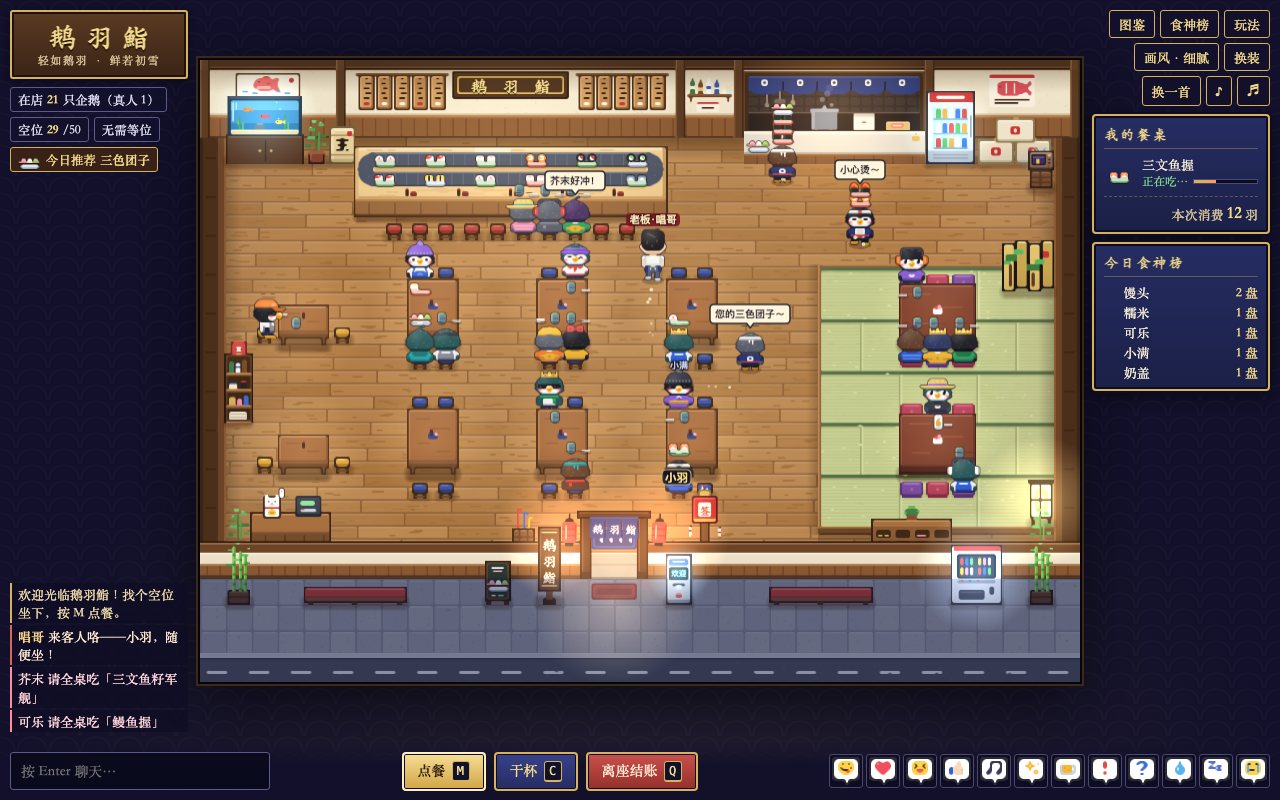 鹅羽鮨
轻如鹅羽 · 鲜若初雪
在店 21 只企鹅（真人 1）
空位 29 /50
无需等位
今日推荐 三色团子
图鉴
食神榜
玩法
画风 · 细腻
换装
换一首
♪
♬
我的餐桌
三文鱼握
正在吃…
本次消费 12 羽
今日食神榜
馒头 2 盘
糯米 1 盘
可乐 1 盘
小满 1 盘
奶盖 1 盘
鹅 羽 鮨
芥末好冲！
小心烫～
老板·唱哥
您的三色团子～
小满
小羽
签
鹅 羽 鮨
鹅羽鮨
欢迎
欢迎光临鹅羽鮨！找个空位坐下，按 M 点餐。
唱哥 来客人咯——小羽，随便坐！
芥末 请全桌吃「三文鱼籽军舰」
可乐 请全桌吃「鳗鱼握」
按 Enter 聊天…
点餐 M
干杯 C
离座结账 Q